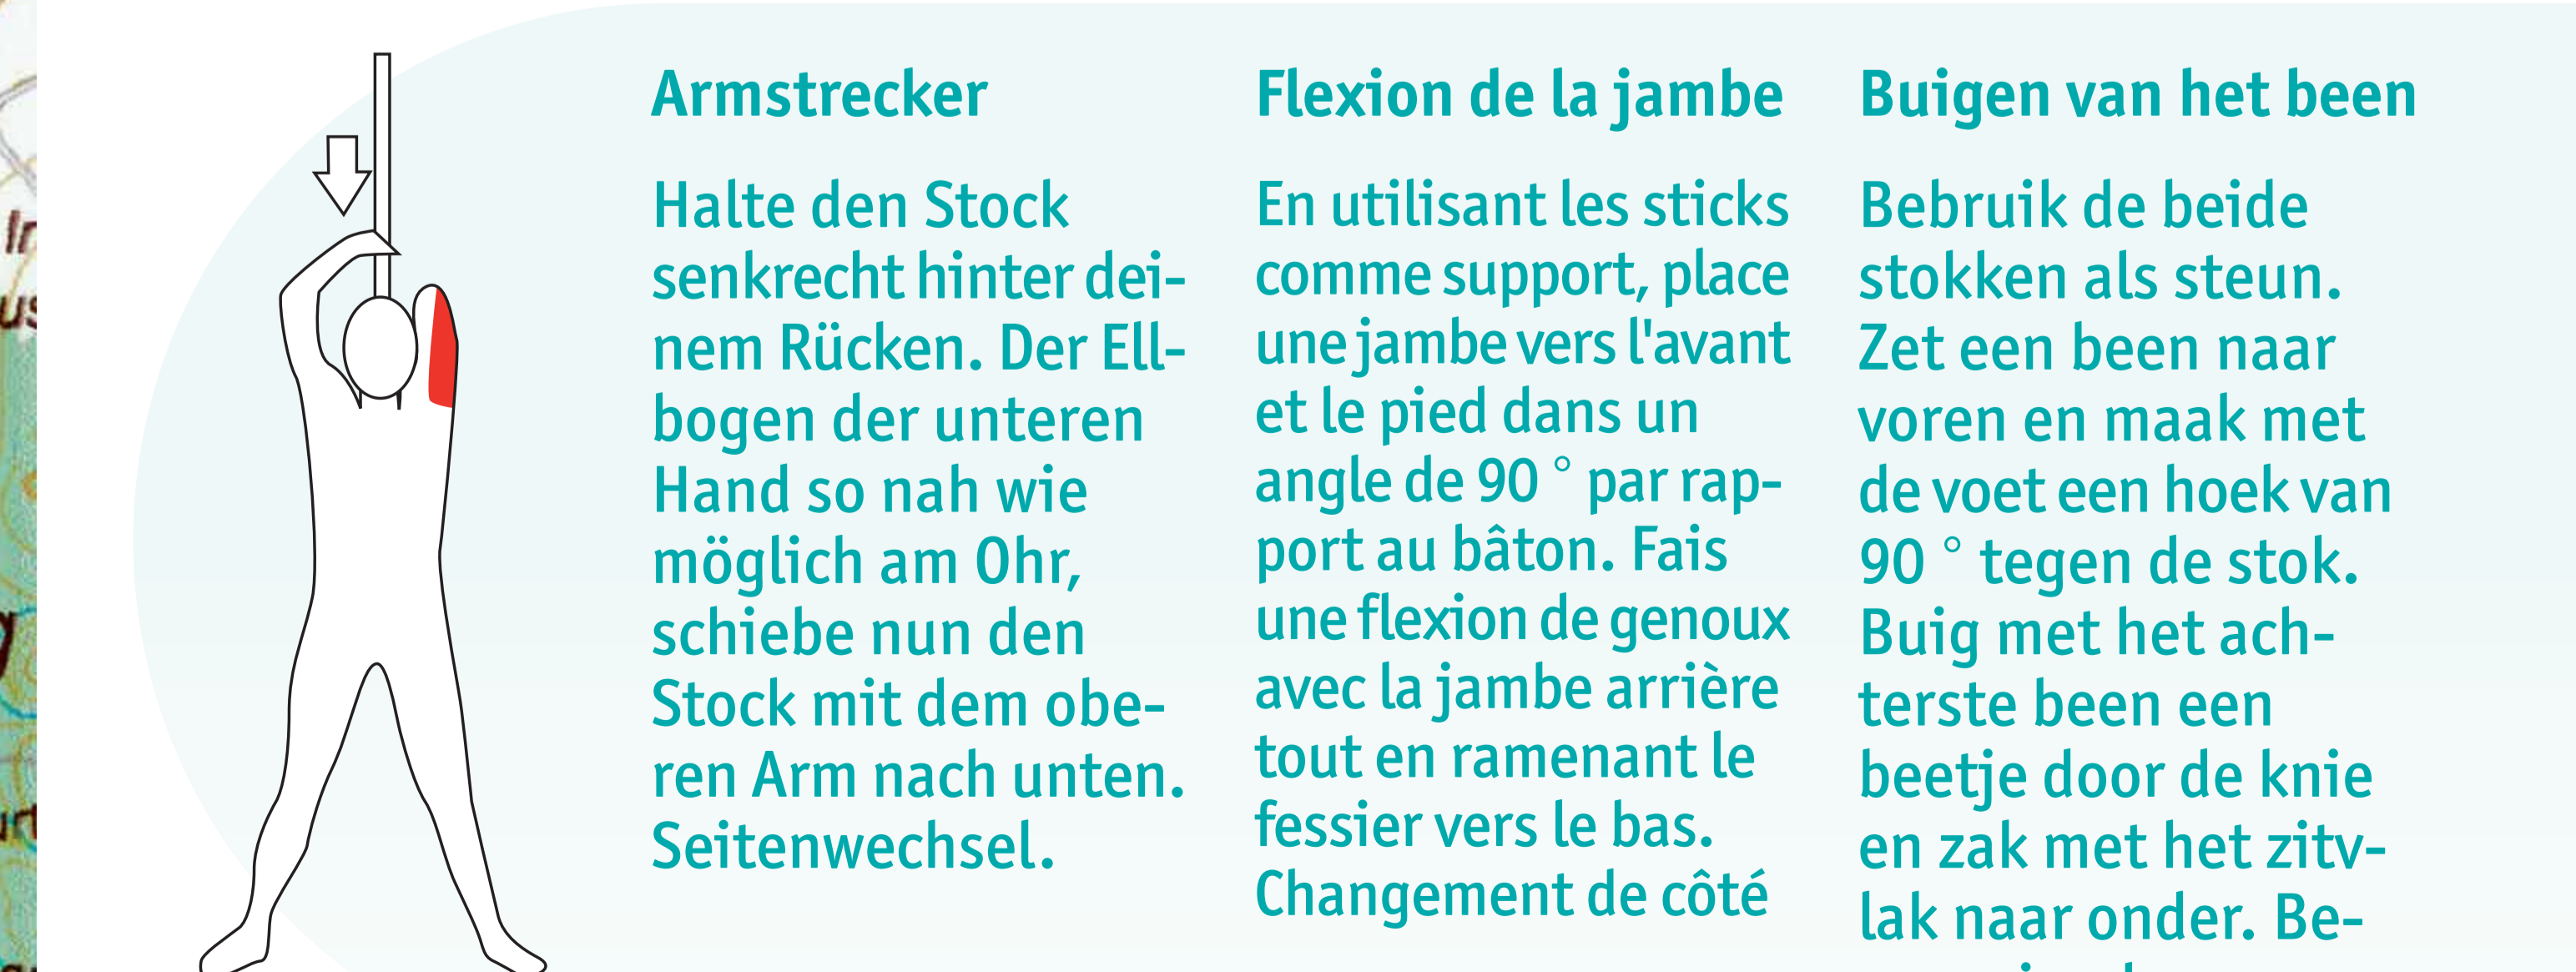 Armstrecker
Halte den Stock
senkrecht hinter dei-
nem Rücken. Der Ell-
bogen der unteren
Hand so nah wie
möglich am Ohr,
schiebe nun den
Stock mit dem obe-
ren Arm nach unten.
Seitenwechsel.
Flexion de la jambe
En utilisant les sticks
comme support, place
une jambe vers l'avant
et le pied dans un
angle de 90 ° par rap-
port au bâton. Fais
une flexion de genoux
avec la jambe arrière
tout en ramenant le
fessier vers le bas.
Changement de côté
Buigen van het been
Bebruik de beide
stokken als steun.
Zet een been naar
voren en maak met
de voet een hoek van
90 ° tegen de stok.
Buig met het ach-
terste been een
beetje door de knie
en zak met het zitv-
lak naar onder. Be-